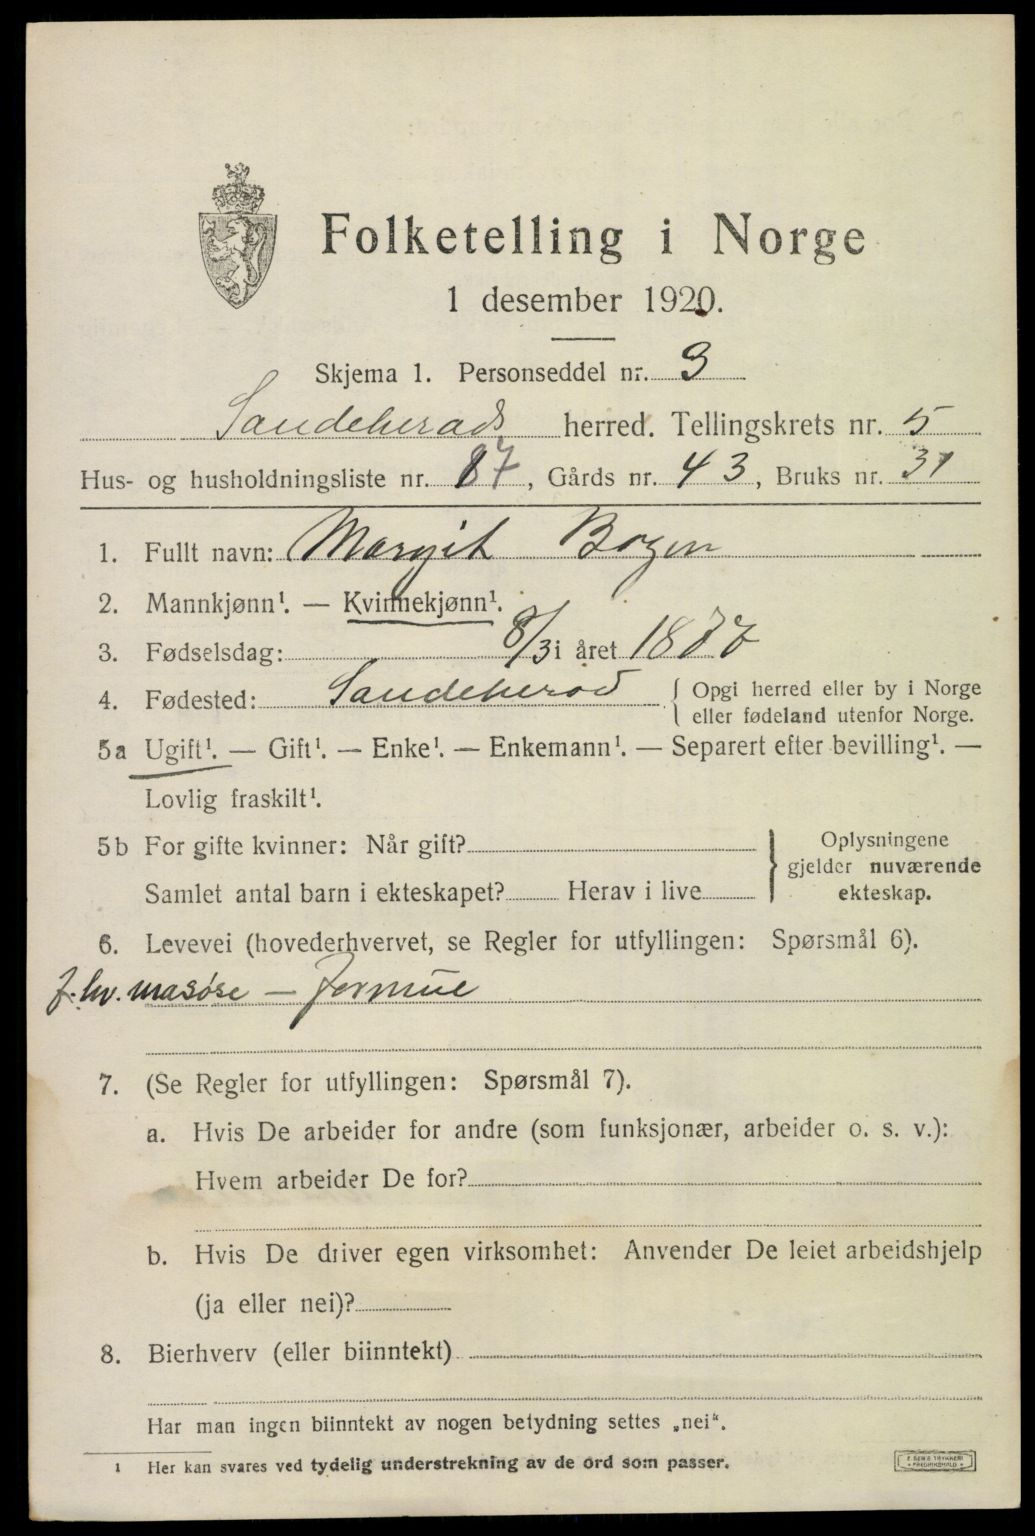 Folketelling i Norge
1 desember 1920.
Skjema 1. Personseddel nr. 3
Sandeherads herred. Tellingskrets nr. 5
Hus- og husholdningsliste nr. 87, Gårds nr. 43, Bruks nr. 31
1. Fullt navn: Margit Bogen
2. Mannkjønn¹. — Kvinnekjønn¹.
3. Fødselsdag: 8/3 i året 1877
4. Fødested: Sandeherad { Opgi herred eller by i Norge
eller fødeland utenfor Norge.
5a Ugift¹. — Gift¹. — Enke¹. — Enkemann¹. — Separert efter bevilling¹. —
Lovlig fraskilt¹.
5b For gifte kvinner: Når gift? } Oplysningene
gjelder nuværende
Samlet antal barn i ekteskapet? Herav i live ekteskap.
6. Levevei (hovederhvervet, se Regler for utfyllingen: Spørsmål 6).
f. hv. masøse — formue
7. (Se Regler for utfyllingen: Spørsmål 7).
a. Hvis De arbeider for andre (som funksjonær, arbeider o. s. v.):
Hvem arbeider De for?
b. Hvis De driver egen virksomhet: Anvender De leiet arbeidshjelp
(ja eller nei)?
8. Bierhverv (eller biinntekt)
Har man ingen biinntekt av nogen betydning settes „nei“.
¹ Her kan svares ved tydelig understrekning av de ord som passer.